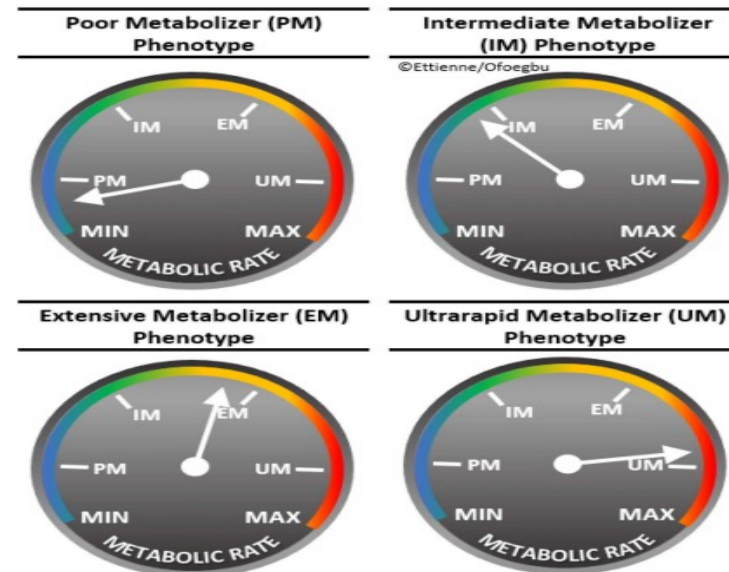 Poor Metabolizer (PM)
Phenotype
Intermediate Metabolizer
(IM) Phenotype
©Ettienne/Ofoegbu
IM
EM
PM
UM
MIN
MAX
METABOLIC RATE
IM
EM
PM
UM
MIN
MAX
METABOLIC RATE
Extensive Metabolizer (EM)
Phenotype
Ultrarapid Metabolizer (UM)
Phenotype
IM
EM
PM
UM
MIN
MAX
METABOLIC RATE
IM
EM
PM
UM
MIN
MAX
METABOLIC RATE